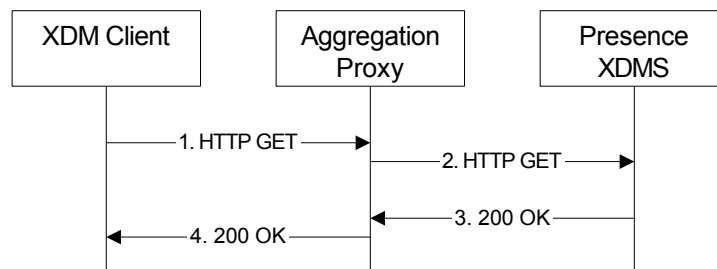 XDM Client
Aggregation
Proxy
Presence
XDMS
1. HTTP GET
2. HTTP GET
3. 200 OK
4. 200 OK